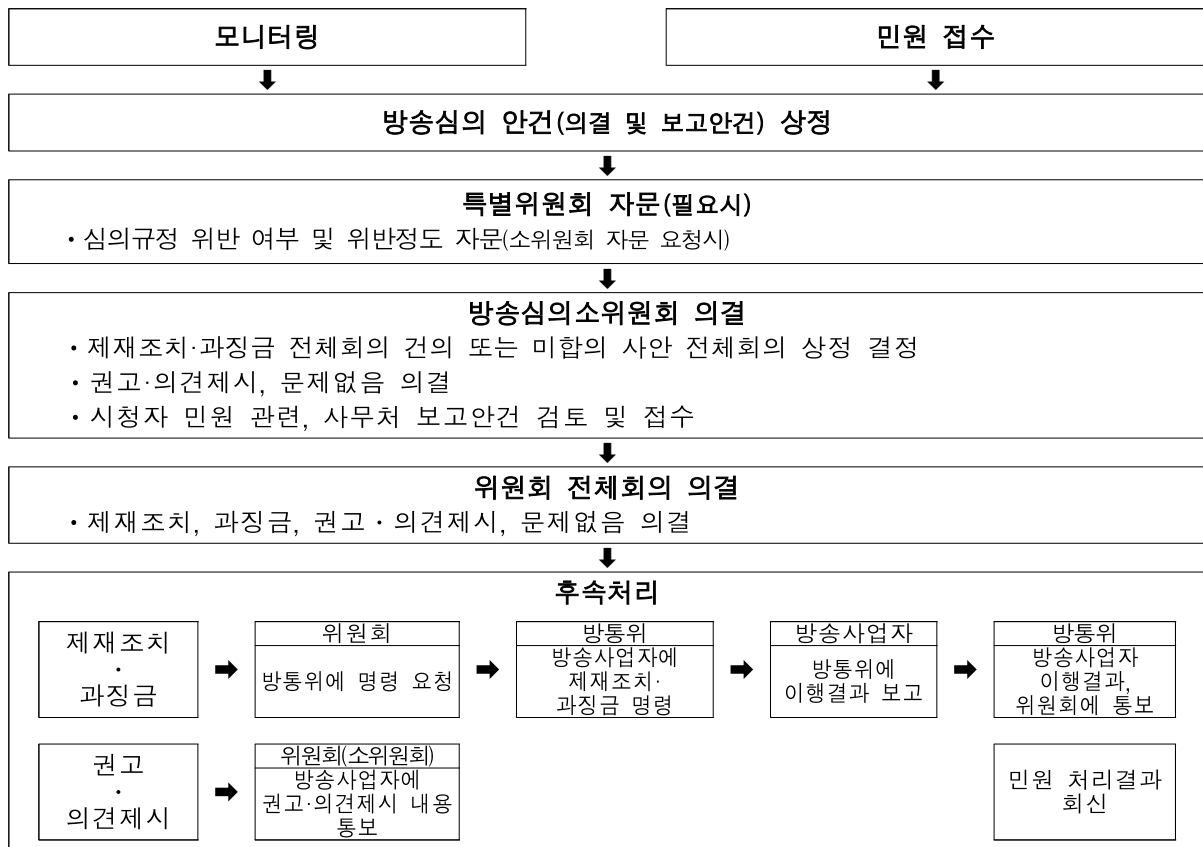 모니터링
민원 접수
방송심의 안건(의결 및 보고안건) 상정
특별위원회 자문(필요시)
・심의규정 위반 여부 및 위반정도 자문(소위원회 자문 요청시)
방송심의소위원회 의결
・제재조치·과징금 전체회의 건의 또는 미합의 사안 전체회의 상정 결정
・권고·의견제시, 문제없음 의결
・시청자 민원 관련, 사무처 보고안건 검토 및 접수
위원회 전체회의 의결
・제재조치, 과징금, 권고・의견제시, 문제없음 의결
후속처리
제재조치
·
과징금
위원회
방통위에 명령 요청
방통위
방송사업자에
제재조치·
과징금 명령
방송사업자
방통위에
이행결과 보고
방통위
방송사업자
이행결과,
위원회에 통보
권고
·
의견제시
위원회(소위원회)
방송사업자에
권고·의견제시 내용
통보
민원 처리결과
회신